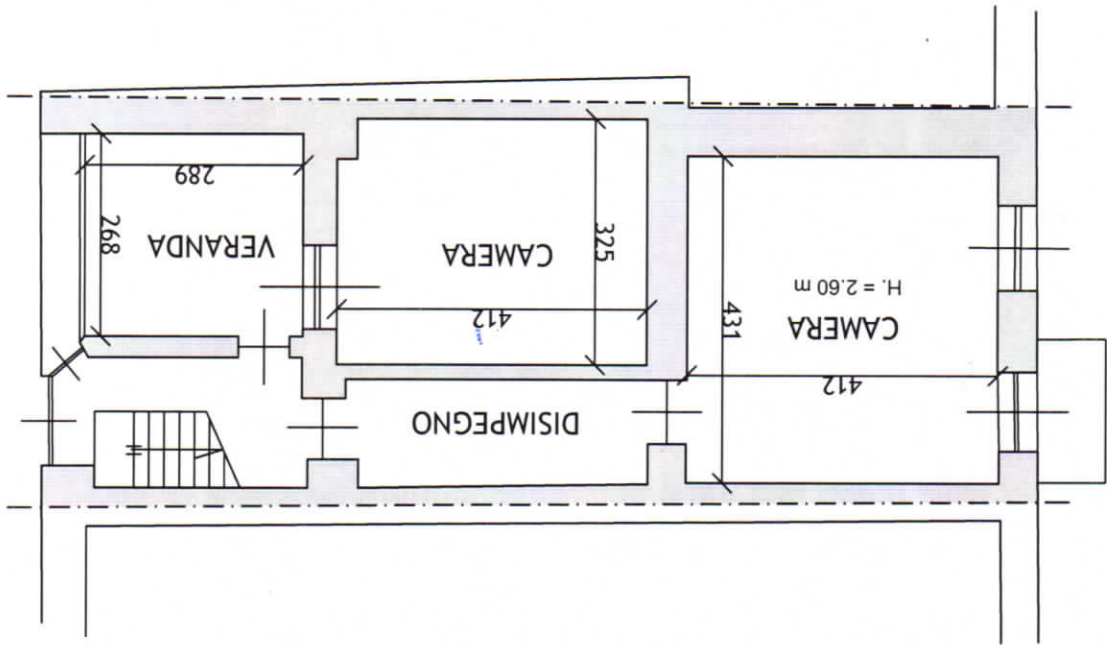 DISIMPEGNO
412
CAMERA
H. = 2.60 m
431
412
CAMERA
325
VERANDA
268
289